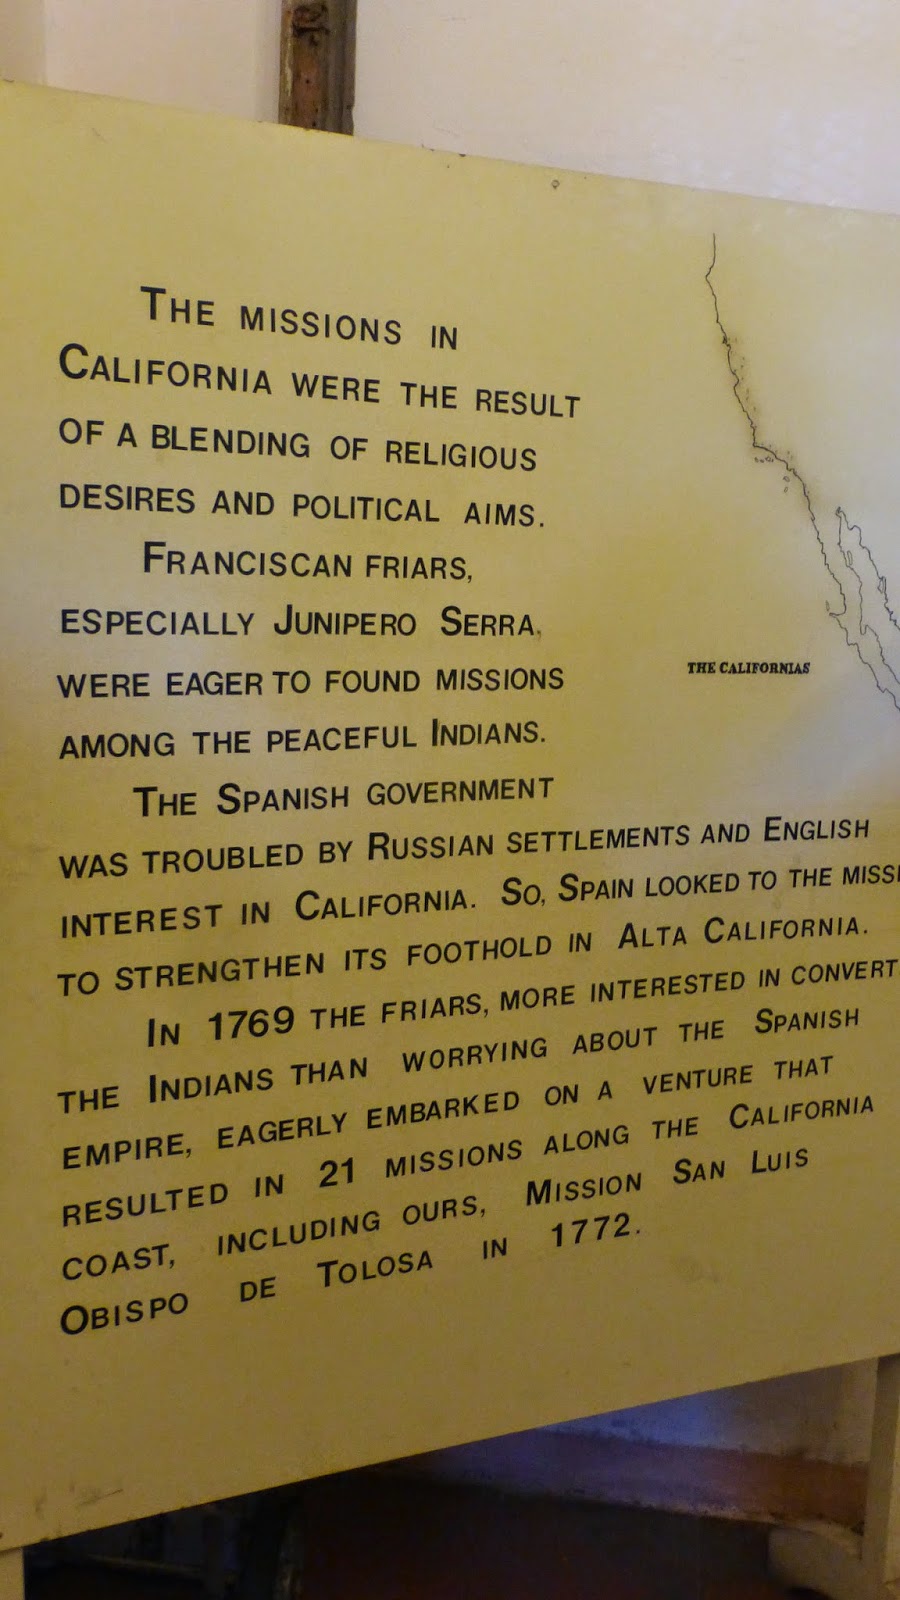 THE MISSIONS IN
CALIFORNIA WERE THE RESULT
OF A BLENDING OF RELIGIOUS
DESIRES AND POLITICAL AIMS.
FRANCISCAN FRIARS,
ESPECIALLY JUNIPERO SERRA,
WERE EAGER TO FOUND MISSIONS
THE CALIFORNIAS
AMONG THE PEACEFUL INDIANS.
THE SPANISH GOVERNMENT
WAS TROUBLED BY RUSSIAN SETTLEMENTS AND ENGLISH
INTEREST IN CALIFORNIA. SO, SPAIN LOOKED TO THE
TO STRENGTHEN ITS FOOTHOLD IN ALTA CALIFORNIA.
IN 1769 THE FRIARS, MORE INTERESTED IN CONVERT
THE INDIANS THAN WORRYING ABOUT THE SPANISH
EMPIRE, EAGERLY EMBARKED ON A VENTURE THAT
RESULTED IN 21 MISSIONS ALONG THE CALIFORNIA
COAST, INCLUDING OURS, MISSION SAN LUIS
OBISPO DE TOLOSA IN 1772.